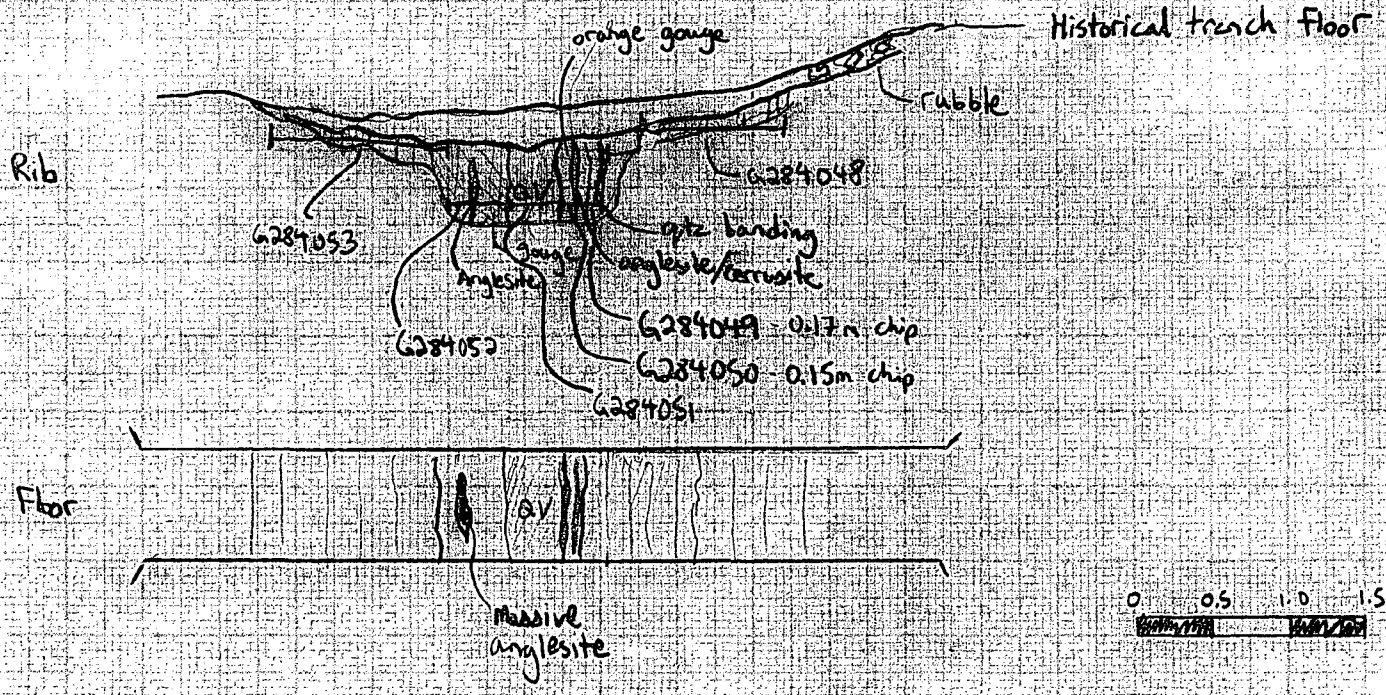 Historical trench Floor
orange gouge
rubble
Rib
G284048
QV
G284053
qtz banding
gouge
anglesite/cerrusite
Anglesite
G284049 - 0.17m chip
G284052
G284050 - 0.15m chip
G284051
Floor
QV
0 0.5 1.0 1.5
Massive
anglesite